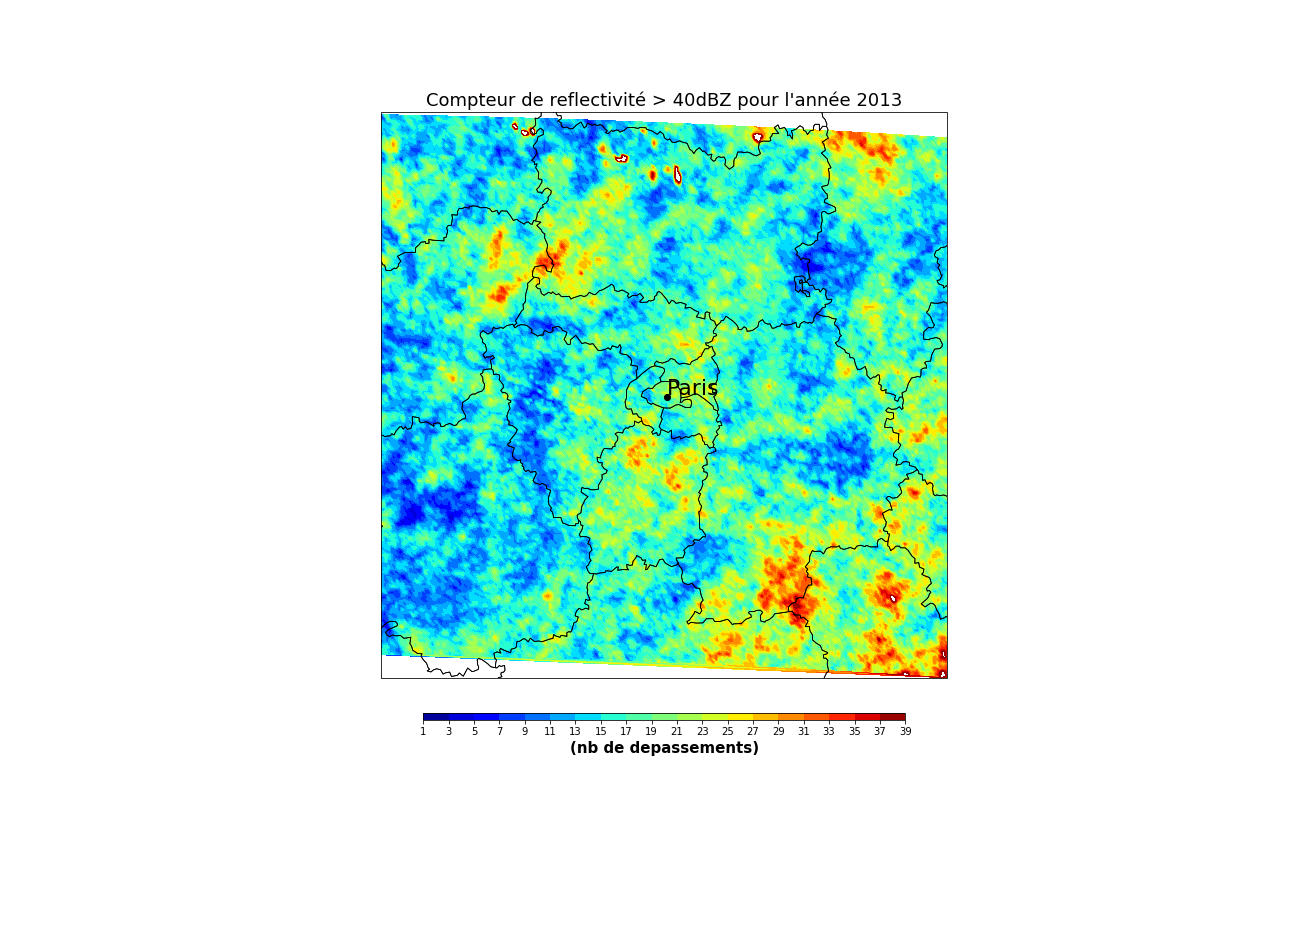 Compteur de reflectivité > 40dBZ pour l'année 2013
Paris
1 3 5 7 9 11 13 15 17 19 21 23 25 27 29 31 33 35 37 39
(nb de depassements)